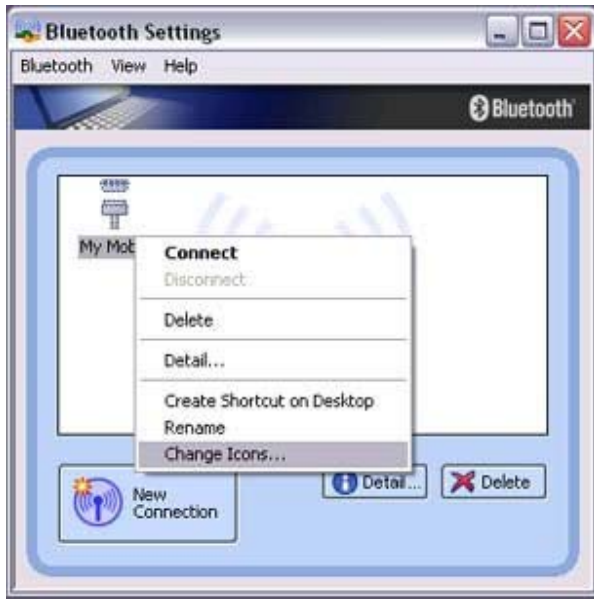 Bluetooth Settings
Bluetooth View Help
Bluetooth
My Mob
Connect
Disconnect
Delete
Detail...
Create Shortcut on Desktop
Rename
Change Icons...
New
Connection
Detail...
Delete